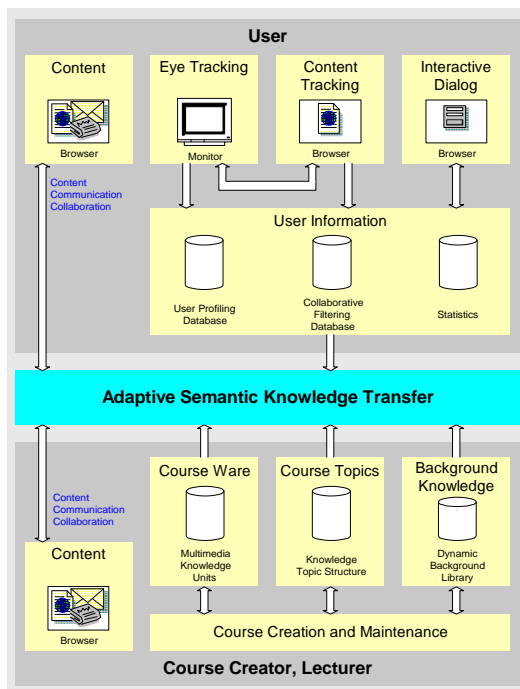 User
Content
Browser
Eye Tracking
Monitor
Content
Tracking
Browser
Interactive
Dialog
Browser
Content
Communication
Collaboration
User Information
User Profiling
Database
Collaborative
Filtering
Database
Statistics
Adaptive Semantic Knowledge Transfer
Content
Communication
Collaboration
Content
Browser
Course Ware
Multimedia
Knowledge
Units
Course Topics
Knowledge
Topic Structure
Background
Knowledge
Dynamic
Background
Library
Course Creation and Maintenance
Course Creator, Lecturer